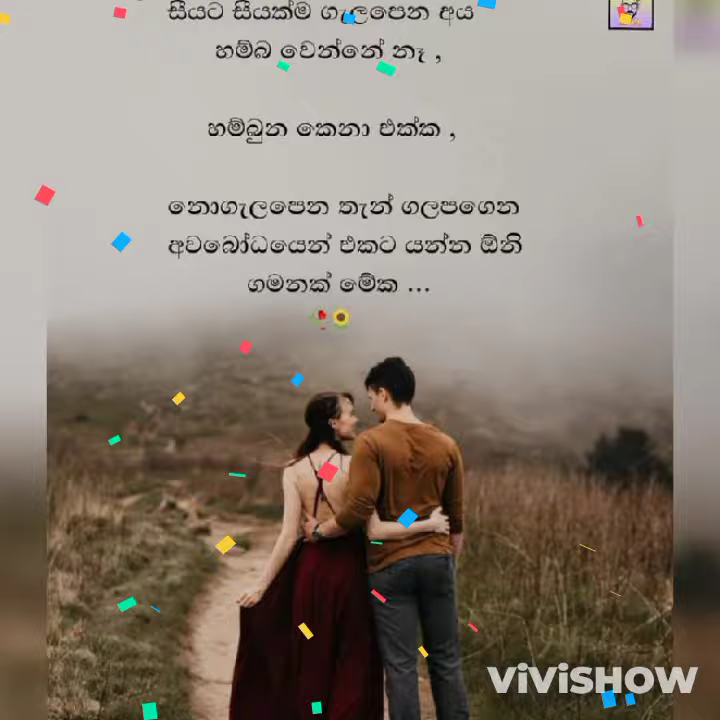 සීයට සීයක්ම ගැලපෙන අය
හම්බ වෙන්නේ නෑ ,
හම්බුන කෙනා එක්ක ,
නොගැලපෙන තැන් ගලපගෙන
අවබෝධයෙන් එකට යන්න ඕනි
ගමනක් මේක ...
ViViSHOW